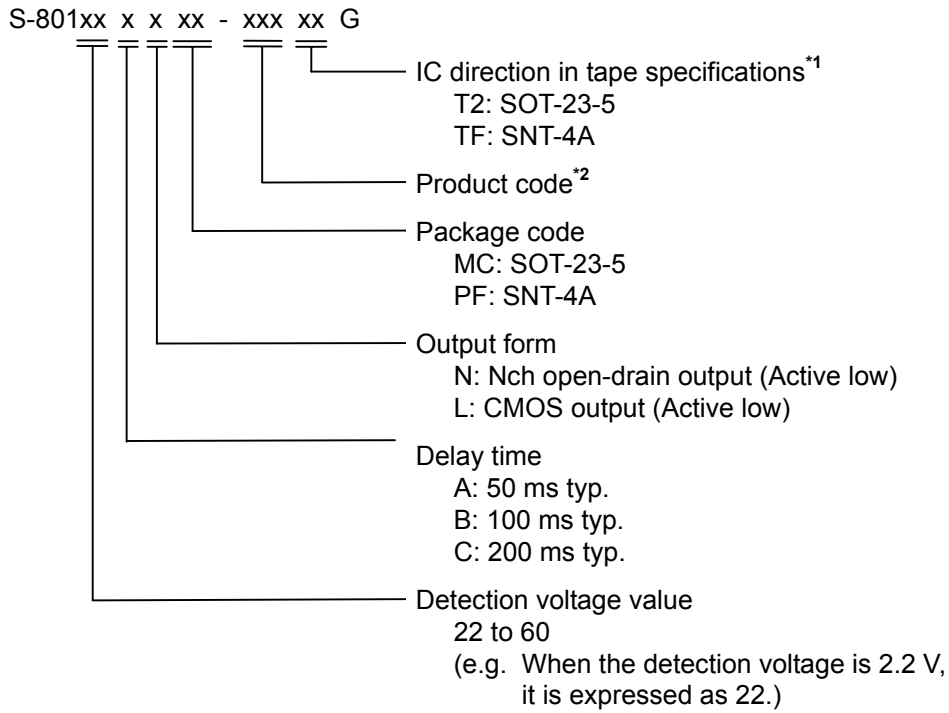 S-801xx x x xx - xxx xx G
IC direction in tape specifications*1
T2: SOT-23-5
TF: SNT-4A
Product code*2
Package code
MC: SOT-23-5
PF: SNT-4A
Output form
N: Nch open-drain output (Active low)
L: CMOS output (Active low)
Delay time
A: 50 ms typ.
B: 100 ms typ.
C: 200 ms typ.
Detection voltage value
22 to 60
(e.g. When the detection voltage is 2.2 V,
it is expressed as 22.)